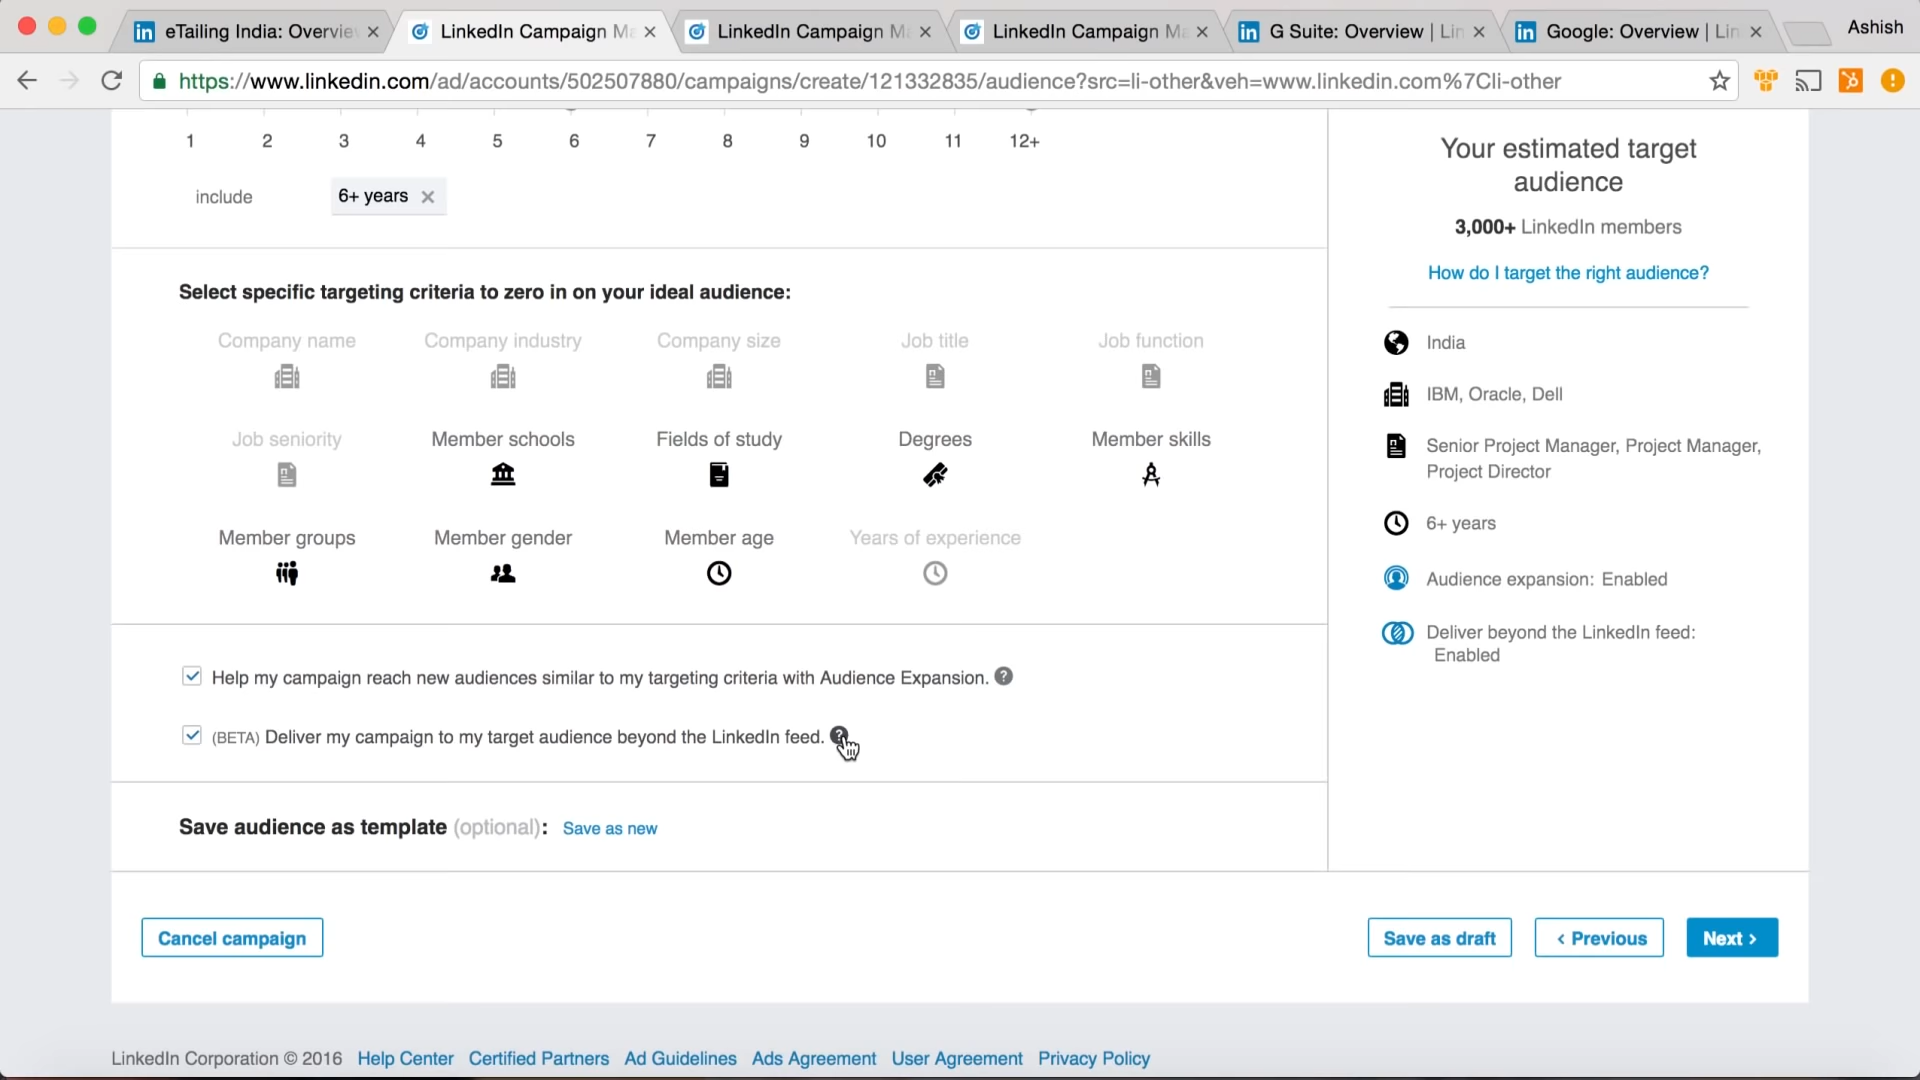 eTailing India: Overvie
LinkedIn Campaign Ma
LinkedIn Campaign Ma
LinkedIn Campaign Ma
G Suite: Overview | Lin
Google: Overview | Lin
Ashish
https://www.linkedin.com/ad/accounts/502507880/campaigns/create/121332835/audience?src=li-other&veh=www.linkedin.com%7Cli-other
1 2 3 4 5 6 7 8 9 10 11 12+
include 6+ years
Select specific targeting criteria to zero in on your ideal audience:
Company name Company industry Company size Job title Job function
Job seniority Member schools Fields of study Degrees Member skills
Member groups Member gender Member age Years of experience
Help my campaign reach new audiences similar to my targeting criteria with Audience Expansion. ?
(BETA) Deliver my campaign to my target audience beyond the LinkedIn feed. ?
Save audience as template (optional): Save as new
Your estimated target
audience
3,000+ LinkedIn members
How do I target the right audience?
India
IBM, Oracle, Dell
Senior Project Manager, Project Manager,
Project Director
6+ years
Audience expansion: Enabled
Deliver beyond the LinkedIn feed:
Enabled
Cancel campaign
Save as draft
‹ Previous
Next ›
LinkedIn Corporation © 2016 Help Center Certified Partners Ad Guidelines Ads Agreement User Agreement Privacy Policy